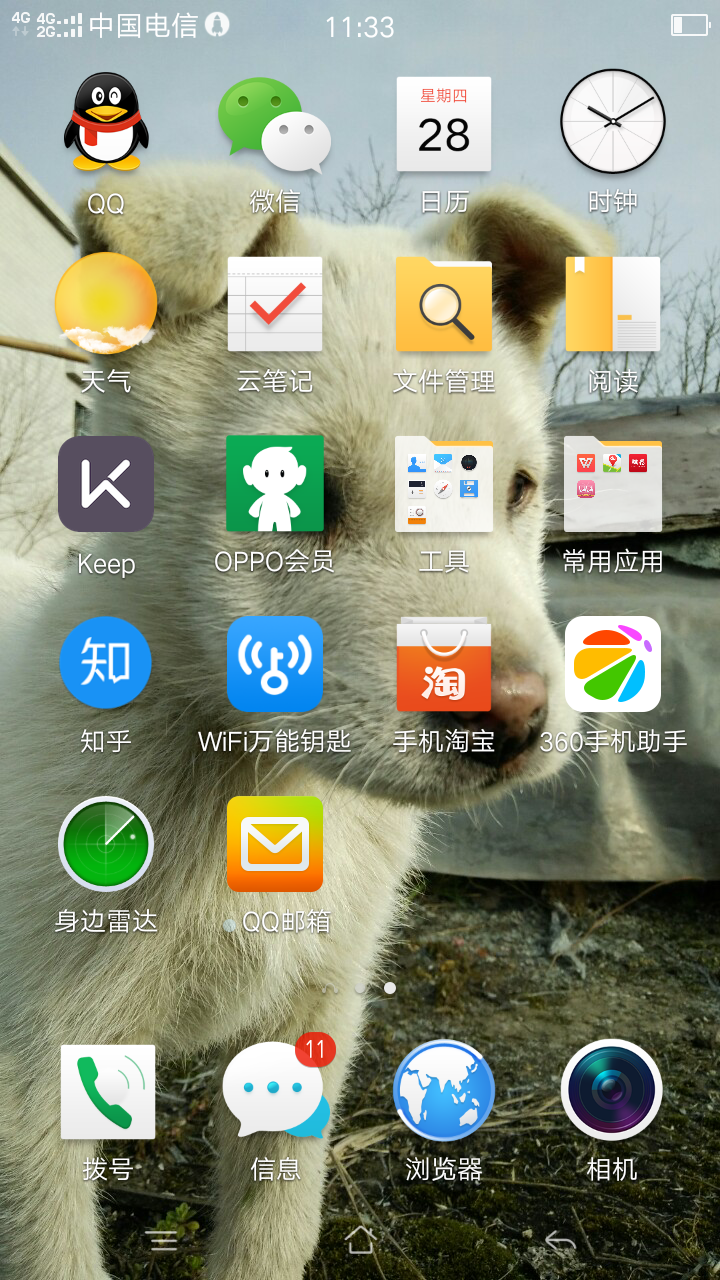 4G 4G 2G 中国电信 11:33
星期四
28
QQ 微信 日历 时钟
天气 云笔记 文件管理 阅读
Keep OPPO会员 工具 常用应用
知
淘
知乎 WiFi万能钥匙 手机淘宝 360手机助手
身边雷达 QQ邮箱
11
拨号 信息 浏览器 相机